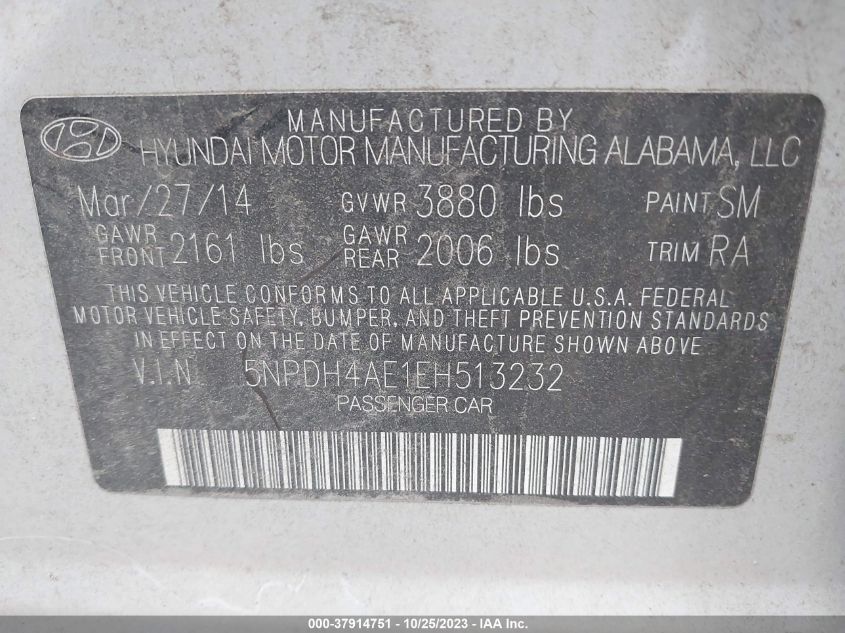 MANUFACTURED BY
HYUNDAI MOTOR MANUFACTURING ALABAMA, LLC
Mar/27/14 GVWR 3880 lbs PAINT SM
GAWR FRONT 2161 lbs GAWR REAR 2006 lbs TRIM RA
THIS VEHICLE CONFORMS TO ALL APPLICABLE U.S.A. FEDERAL
MOTOR VEHICLE SAFETY, BUMPER, AND THEFT PREVENTION STANDARDS
IN EFFECT ON THE DATE OF MANUFACTURE SHOWN ABOVE.
V.I.N 5NPDH4AE1EH513232
PASSENGER CAR
000-37914751 - 10/25/2023 - IAA Inc.